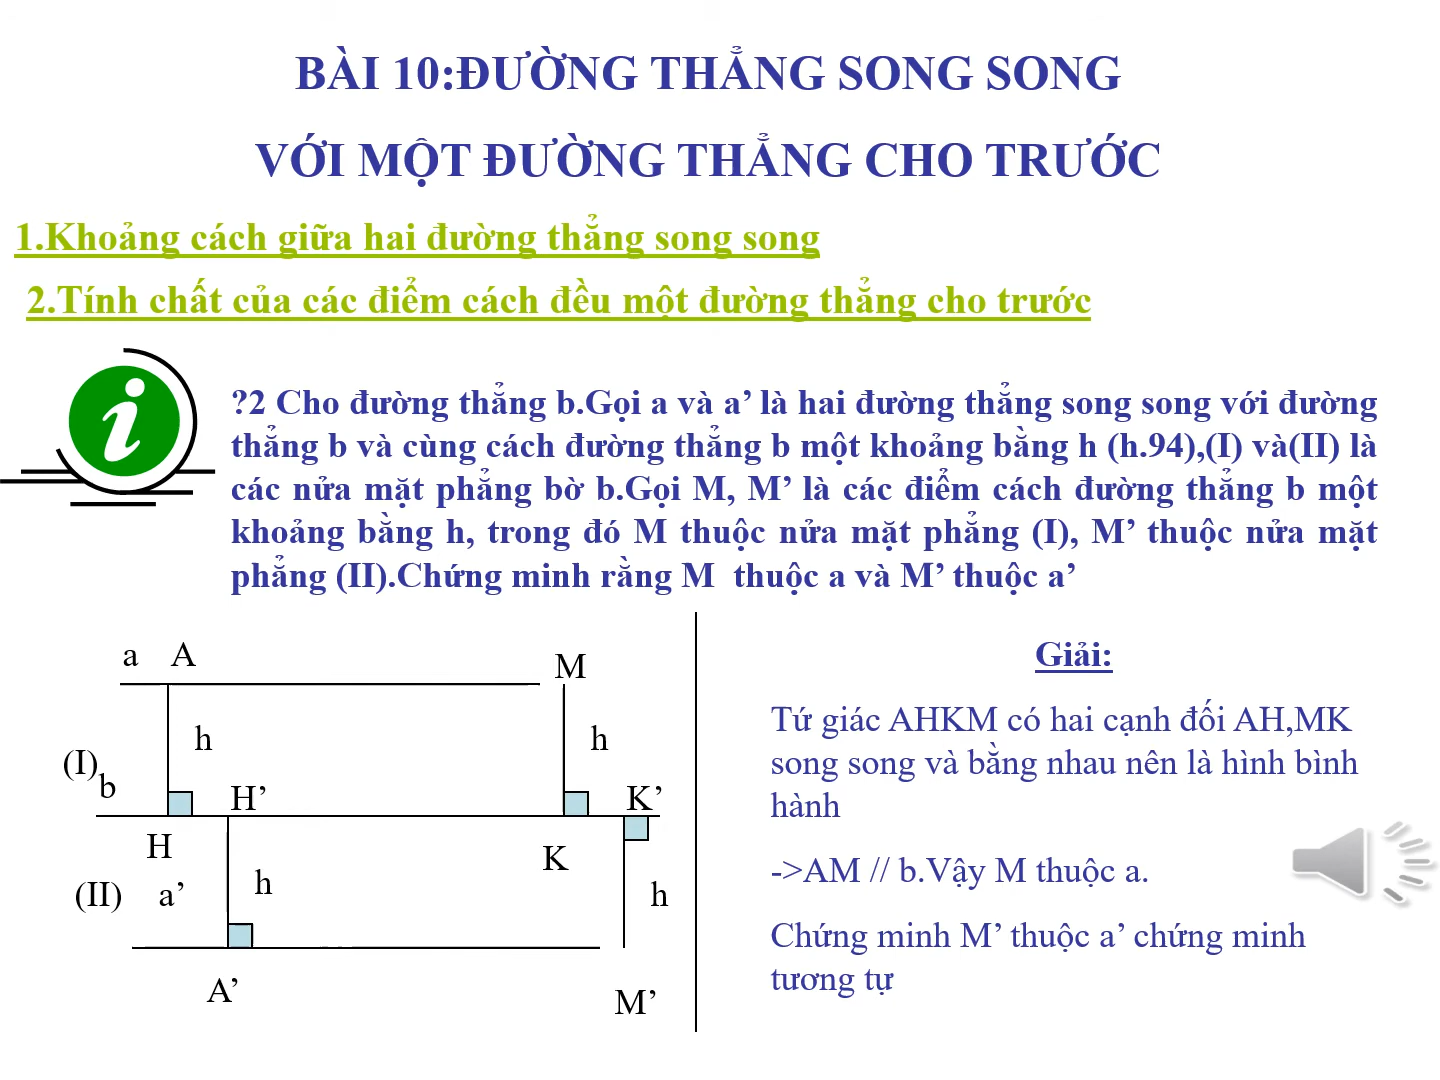 BÀI 10:ĐƯỜNG THẲNG SONG SONG
VỚI MỘT ĐƯỜNG THẲNG CHO TRƯỚC
1.Khoảng cách giữa hai đường thẳng song song
2.Tính chất của các điểm cách đều một đường thẳng cho trước
i
?2 Cho đường thẳng b.Gọi a và a’ là hai đường thẳng song song với đường
thẳng b và cùng cách đường thẳng b một khoảng bằng h (h.94),(I) và(II) là
các nửa mặt phẳng bờ b.Gọi M, M’ là các điểm cách đường thẳng b một
khoảng bằng h, trong đó M thuộc nửa mặt phẳng (I), M’ thuộc nửa mặt
phẳng (II).Chứng minh rằng M thuộc a và M’ thuộc a’
a A M
h h
(I) b H’ K’
H K
(II) a’ h h
A’ M’
Giải:
Tứ giác AHKM có hai cạnh đối AH,MK
song song và bằng nhau nên là hình bình
hành
->AM // b.Vậy M thuộc a.
Chứng minh M’ thuộc a’ chứng minh
tương tự